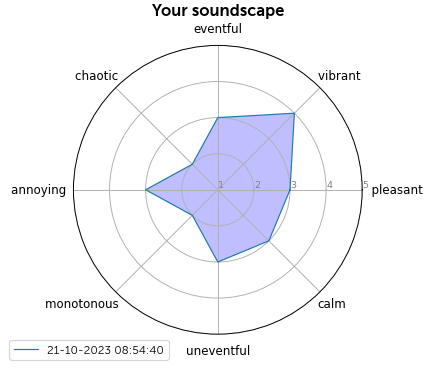 Your soundscape
eventful
chaotic
vibrant
annoying
1
2
3
4
5
pleasant
monotonous
calm
uneventful
21-10-2023 08:54:40